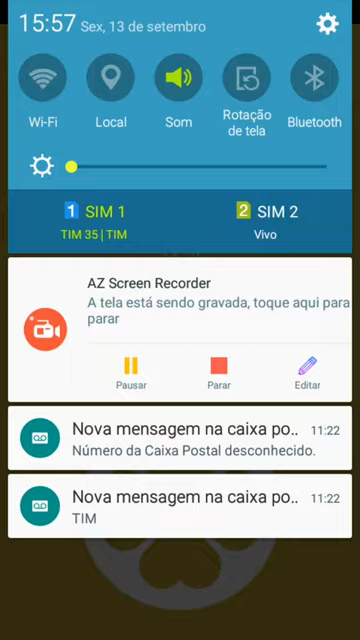 15:57 Sex, 13 de setembro
Wi-Fi
Local
Som
Rotação
de tela
Bluetooth
1 SIM 1
TIM 35 | TIM
2 SIM 2
Vivo
AZ Screen Recorder
A tela está sendo gravada, toque aqui para
parar
Pausar
Parar
Editar
Nova mensagem na caixa po.. 11:22
Número da Caixa Postal desconhecido.
Nova mensagem na caixa po.. 11:22
TIM